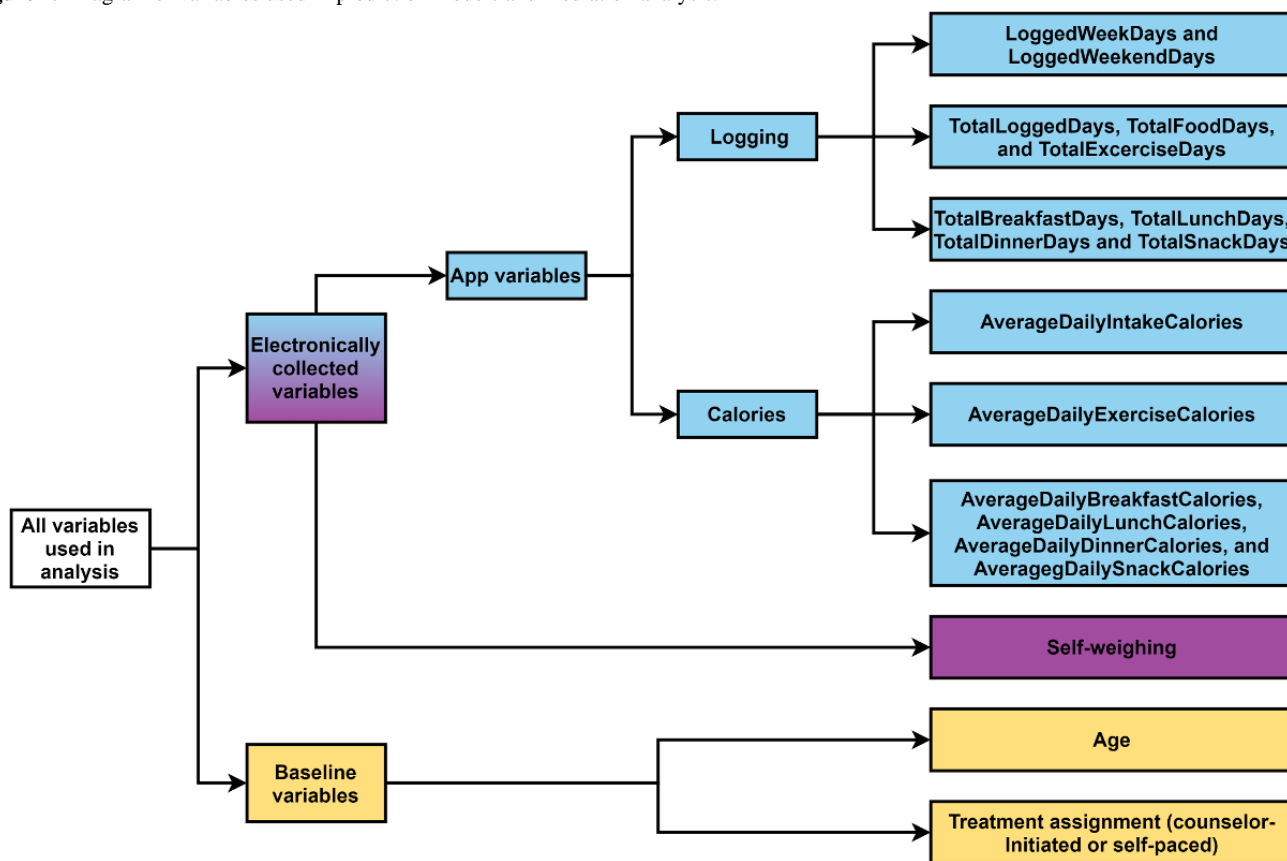 LoggedWeekDays and
LoggedWeekendDays
Logging
TotalLoggedDays, TotalFoodDays,
and TotalExcerciseDays
TotalBreakfastDays, TotalLunchDays,
TotalDinnerDays and TotalSnackDays
App variables
Electronically
collected
variables
AverageDailyIntakeCalories
Calories
AverageDailyExerciseCalories
AverageDailyBreakfastCalories,
AverageDailyLunchCalories,
AverageDailyDinnerCalories, and
AveragegDailySnackCalories
All variables
used in
analysis
Self-weighing
Baseline
variables
Age
Treatment assignment (counselor-
Initiated or self-paced)